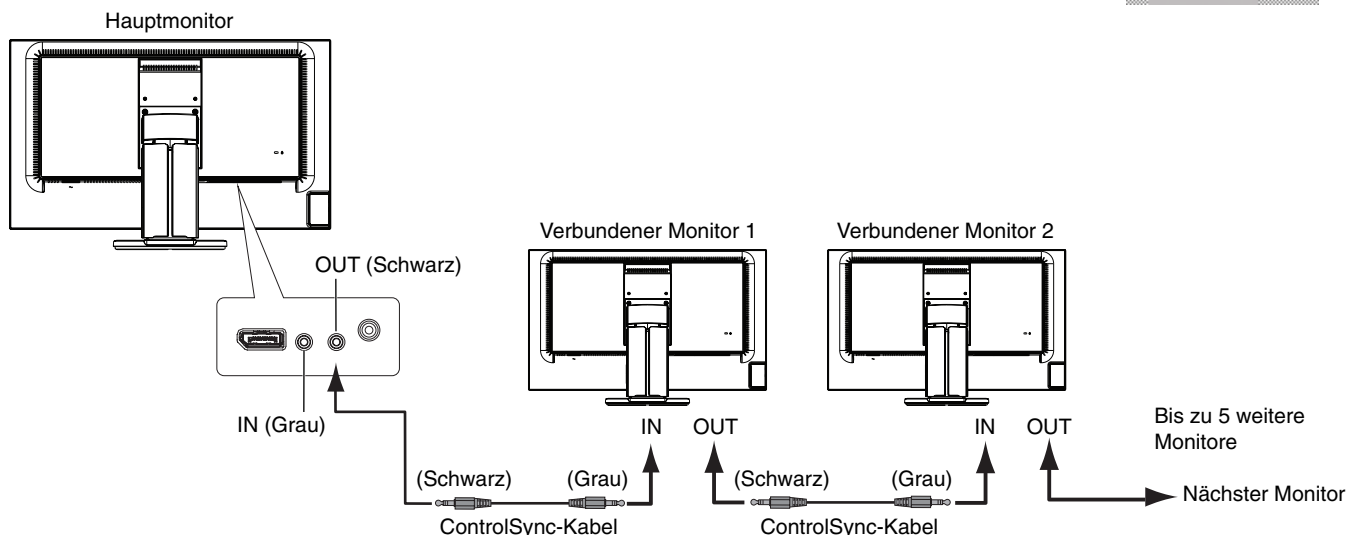 Hauptmonitor
Verbundener Monitor 1
Verbundener Monitor 2
OUT (Schwarz)
IN (Grau)
IN
OUT
IN
OUT
Bis zu 5 weitere
Monitore
(Schwarz)
(Grau)
(Schwarz)
(Grau)
Nächster Monitor
ControlSync-Kabel
ControlSync-Kabel